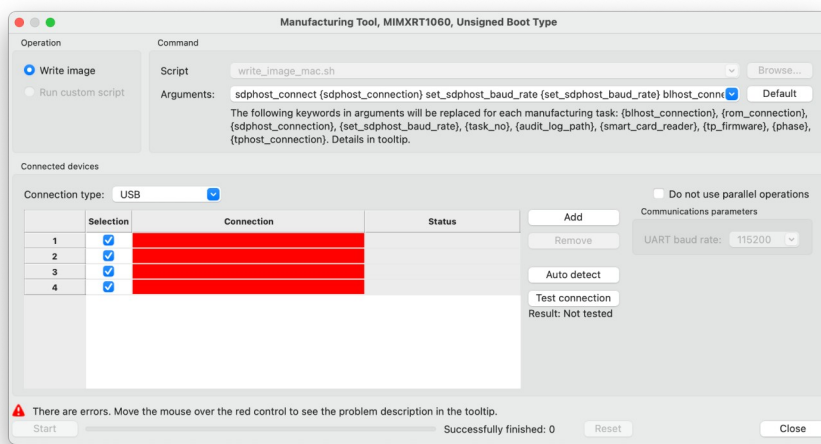 Manufacturing Tool, MIMXRT1060, Unsigned Boot Type
Operation
Command
Write image
Script
write_image_mac.sh
Browse...
Run custom script
Arguments:
sdphost_connect {sdphost_connection} set_sdphost_baud_rate {set_sdphost_baud_rate} blhost_conne
Default
The following keywords in arguments will be replaced for each manufacturing task: {blhost_connection}, {rom_connection},
{sdphost_connection}, {set_sdphost_baud_rate}, {task_no}, {audit_log_path}, {smart_card_reader}, {tp_firmware}, {phase},
{tphost_connection}. Details in tooltip.
Connected devices
Connection type: USB
Do not use parallel operations
Selection Connection Status
Add
Communications parameters
1
Remove
UART baud rate: 115200
2
3
Auto detect
4
Test connection
Result: Not tested
There are errors. Move the mouse over the red control to see the problem description in the tooltip.
Start
Successfully finished: 0
Reset
Close